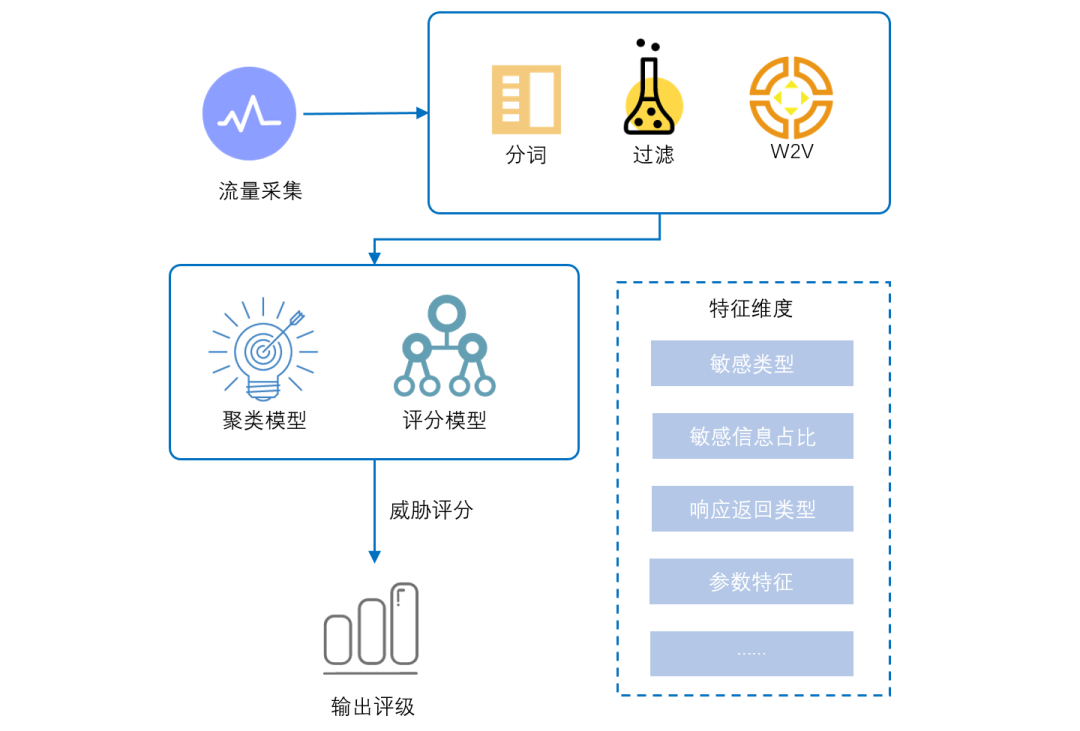 流量采集
分词
过滤
W2V
聚类模型
评分模型
威胁评分
输出评级
特征维度
敏感类型
敏感信息占比
响应返回类型
参数特征
······